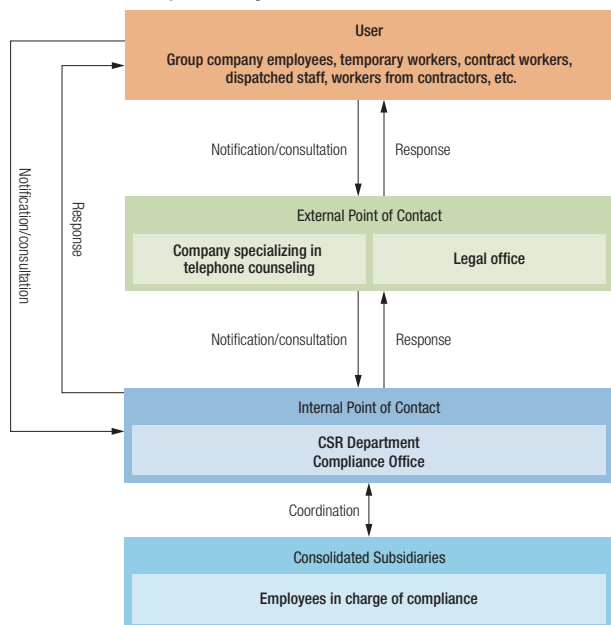 User
Group company employees, temporary workers, contract workers,
dispatched staff, workers from contractors, etc.
Notification/consultation
Response
Notification/consultation
Response
External Point of Contact
Company specializing in
telephone counseling
Legal office
Notification/consultation
Response
Internal Point of Contact
CSR Department
Compliance Office
Coordination
Consolidated Subsidiaries
Employees in charge of compliance